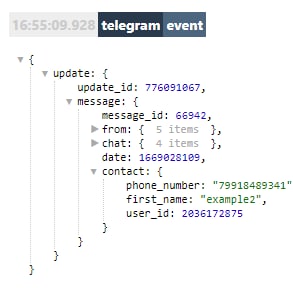 16:55:09.928 telegram event
{
update: {
update_id: 776091067,
message: {
message_id: 66942,
from: { 5 items },
chat: { 4 items },
date: 1669028109,
contact: {
phone_number: "79918489341"
first_name: "example2",
user_id: 2036172875
}
}
}
}